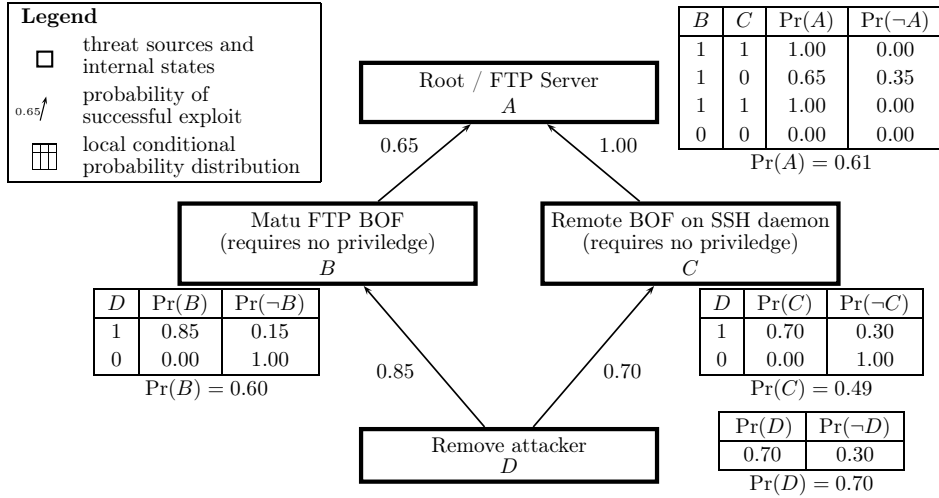 Legend
threat sources and
internal states
0.65
probability of
successful exploit
local conditional
probability distribution
Root / FTP Server
A
B C Pr(A) Pr(¬A)
1 1 1.00 0.00
1 0 0.65 0.35
1 1 1.00 0.00
0 0 0.00 0.00
Pr(A) = 0.61
0.65
1.00
Matu FTP BOF
(requires no priviledge)
B
Remote BOF on SSH daemon
(requires no priviledge)
C
D Pr(B) Pr(¬B)
1 0.85 0.15
0 0.00 1.00
Pr(B) = 0.60
0.85
0.70
D Pr(C) Pr(¬C)
1 0.70 0.30
0 0.00 1.00
Pr(C) = 0.49
Remove attacker
D
Pr(D) Pr(¬D)
0.70 0.30
Pr(D) = 0.70